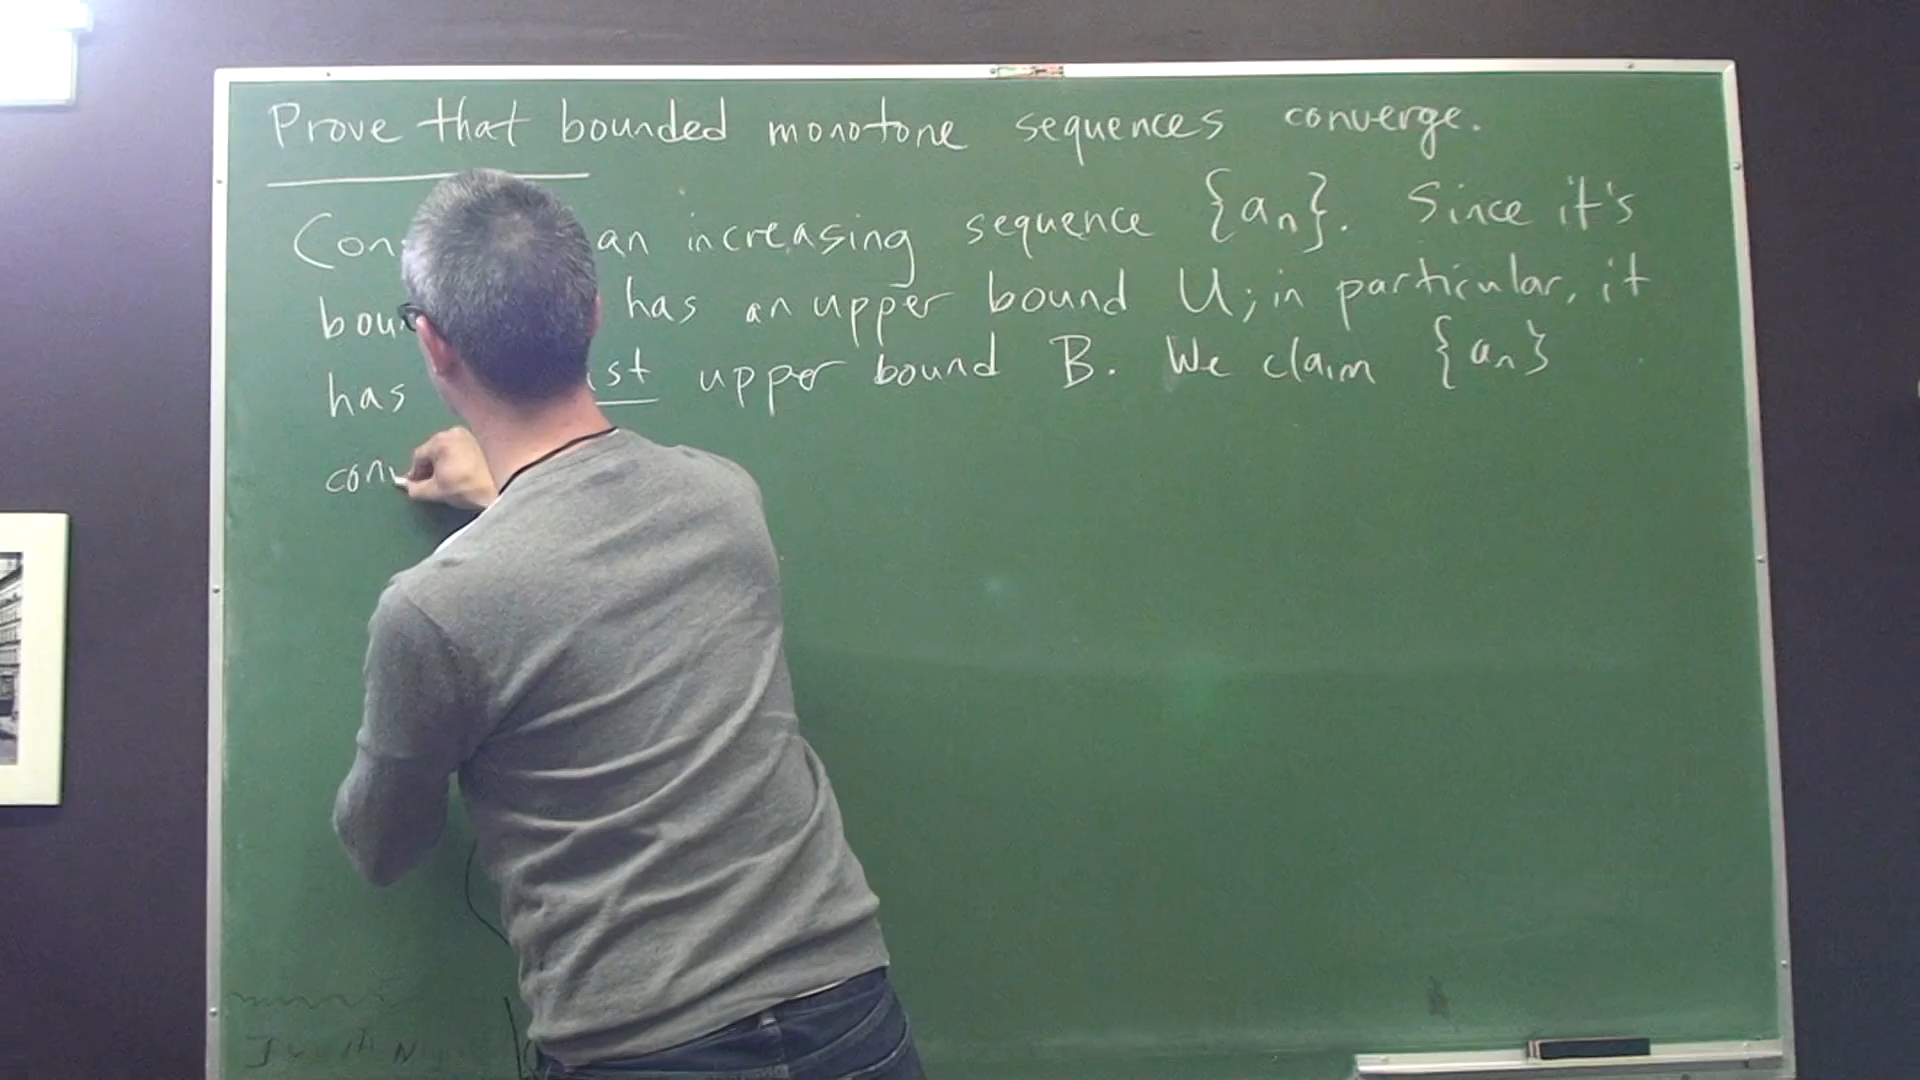 Prove that bounded monotone sequences converge.
an increasing sequence {aₙ}. Since it's
has an upper bound U; in particular, it
has upper bound B. We claim {aₙ}